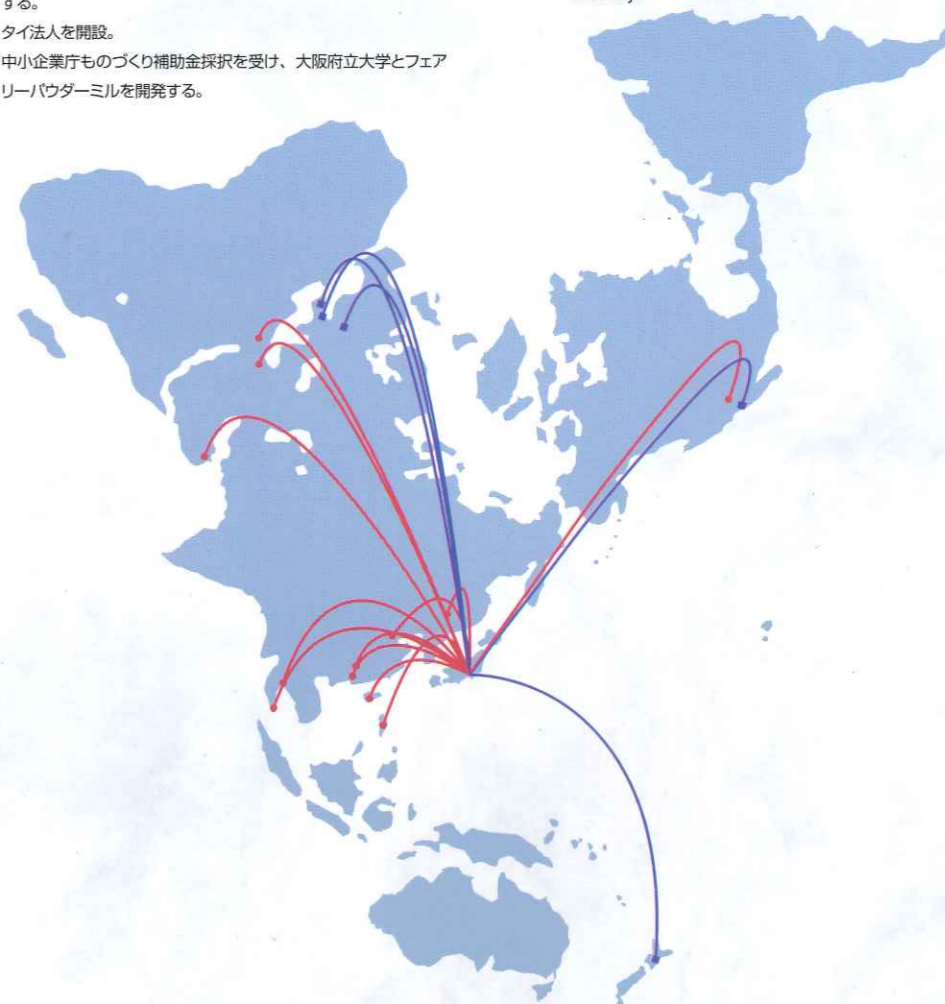 する。
タイ法人を開設。
中小企業庁ものづくり補助金採択を受け、大阪府立大学とフェア
リーパウダーミルを開発する。